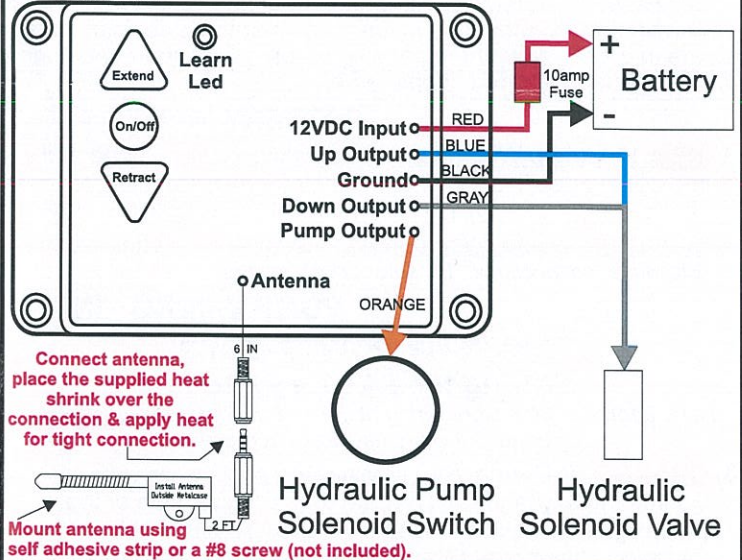 Extend
Learn
Led
On/Off
Retract
12VDC Input
Up Output
Ground
Down Output
Pump Output
RED
BLUE
BLACK
GRAY
ORANGE
+
-
Battery
10amp
Fuse
Antenna
6 IN
Connect antenna,
place the supplied heat
shrink over the
connection & apply heat
for tight connection.
Install Antenna
Outside Metalcase
2 FT
Mount antenna using
self adhesive strip or a #8 screw (not included).
Hydraulic Pump
Solenoid Switch
Hydraulic
Solenoid Valve